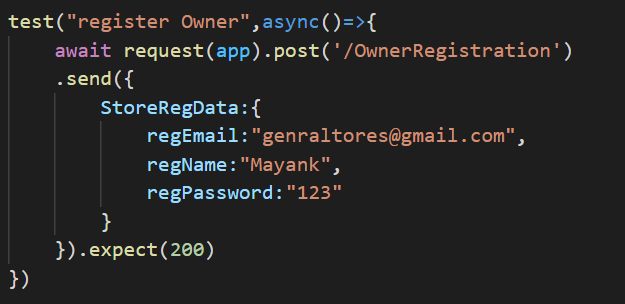 test("register Owner",async()=>{
    await request(app).post('/OwnerRegistration')
    .send({
        StoreRegData:{
            regEmail:"genraltores@gmail.com",
            regName:"Mayank",
            regPassword:"123"
        }
    }).expect(200)
})